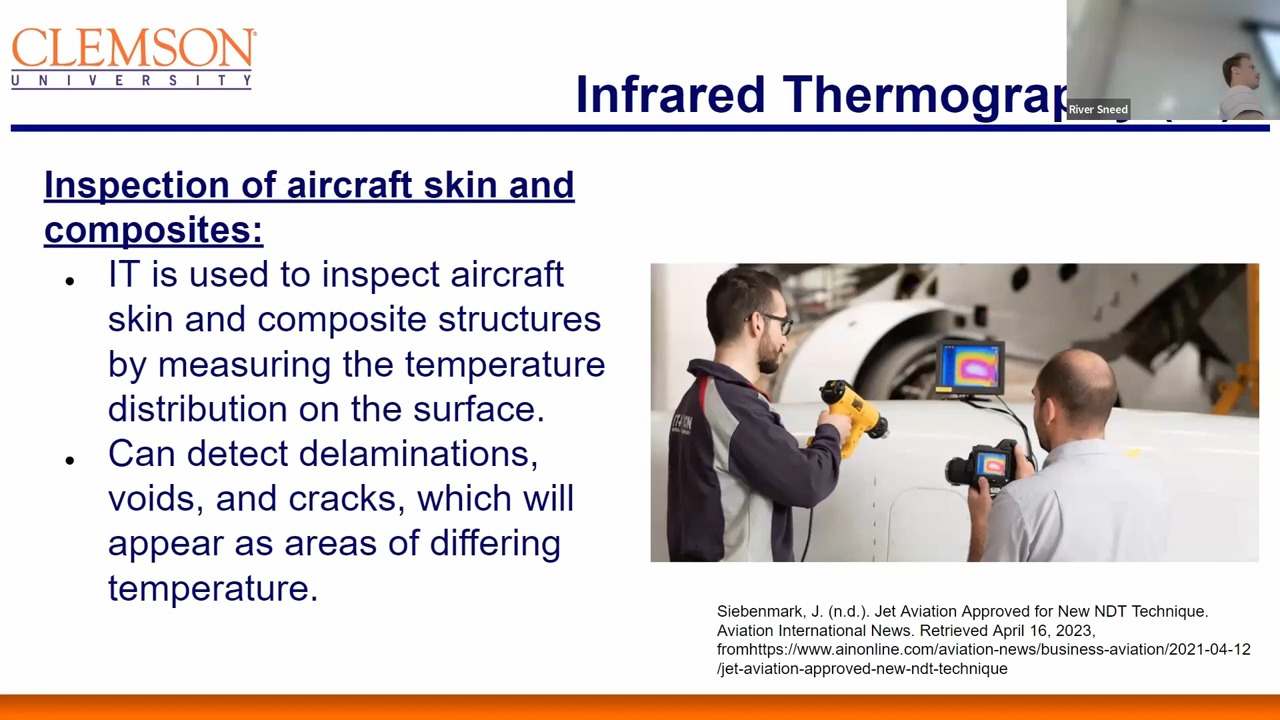 CLEMSON
UNIVERSITY
Infrared
River Sneed
Inspection of aircraft skin and
composites:
• IT is used to inspect aircraft
skin and composite structures
by measuring the temperature
distribution on the surface.
• Can detect delaminations,
voids, and cracks, which will
appear as areas of differing
temperature.
Siebenmark, J. (n.d.). Jet Aviation Approved for New NDT Technique.
Aviation International News. Retrieved April 16, 2023,
fromhttps://www.ainonline.com/aviation-news/business-aviation/2021-04-12
/jet-aviation-approved-new-ndt-technique